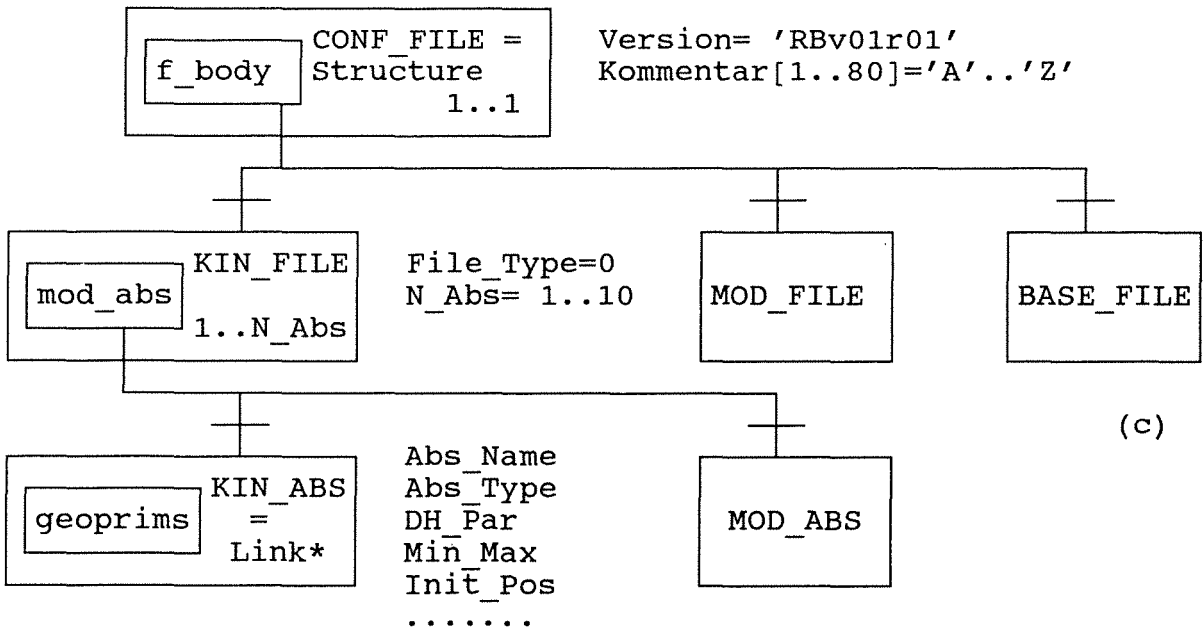 CONF_FILE =
f_body
Structure
1..1
Version= 'RBv01r01'
Kommentar[1..80]='A'..'Z'
KIN_FILE
mod_abs
1..N_Abs
File_Type=0
N_Abs= 1..10
MOD_FILE
BASE_FILE
(c)
KIN_ABS
geoprims
=
Link*
Abs_Name
Abs_Type
DH_Par
Min_Max
Init_Pos
.......
MOD_ABS